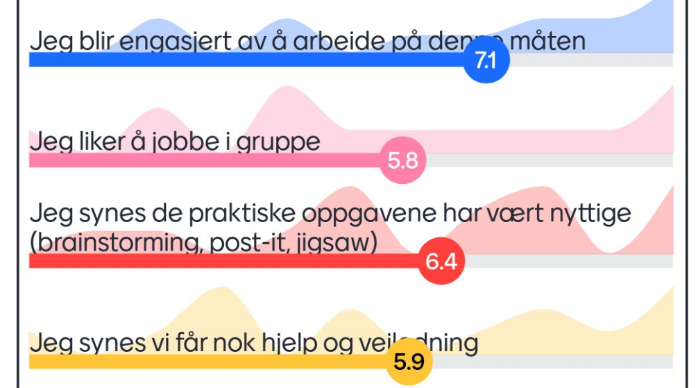 Jeg blir engasjert av å arbeide på denne måten
7.1
Jeg liker å jobbe i gruppe
5.8
Jeg synes de praktiske oppgavene har vært nyttige
(brainstorming, post-it, jigsaw)
6.4
Jeg synes vi får nok hjelp og veiledning
5.9